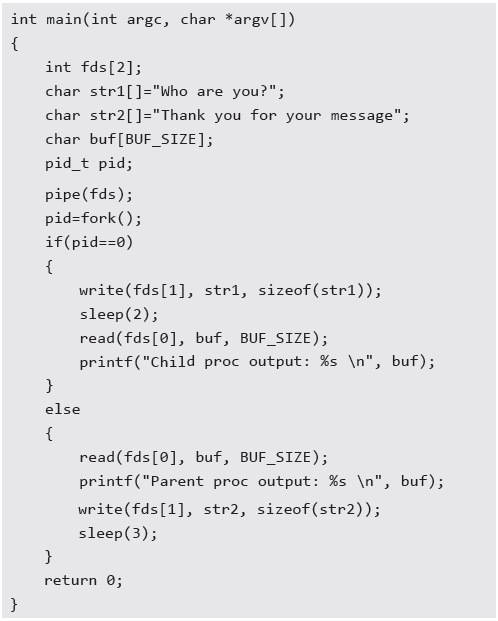 int main(int argc, char *argv[])
{
    int fds[2];
    char str1[]="Who are you?";
    char str2[]="Thank you for your message";
    char buf[BUF_SIZE];
    pid_t pid;
    pipe(fds);
    pid=fork();
    if(pid==0)
    {
        write(fds[1], str1, sizeof(str1));
        sleep(2);
        read(fds[0], buf, BUF_SIZE);
        printf("Child proc output: %s \n", buf);
    }
    else
    {
        read(fds[0], buf, BUF_SIZE);
        printf("Parent proc output: %s \n", buf);
        write(fds[1], str2, sizeof(str2));
        sleep(3);
    }
    return 0;
}